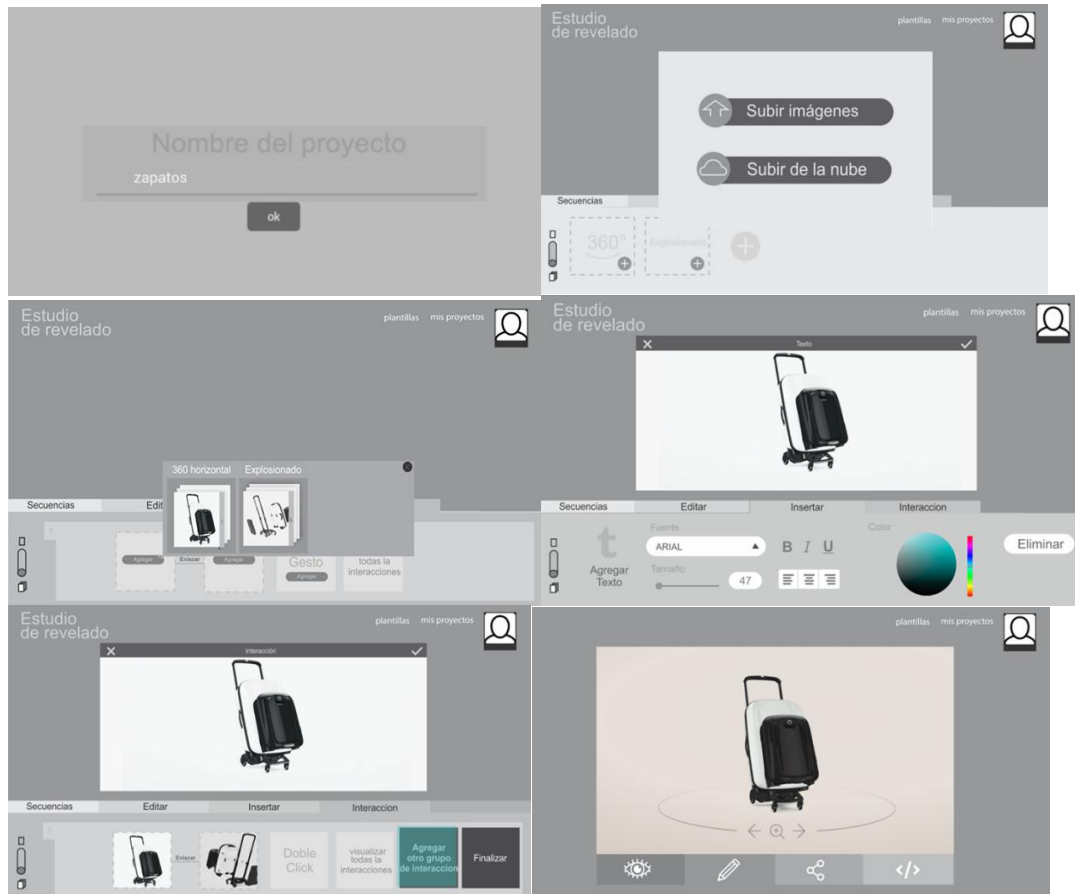 Nombre del proyecto
zapatos
ok
Estudio
de revelado
plantillas mis proyectos
Subir imágenes
Subir de la nube
Secuencias
360°
Explosionado
Estudio
de revelado
plantillas mis proyectos
360 horizontal Explosionado
Secuencias Edit
1
Agregar Enlazar Agregar
Gesto
Agregar
todas la
interacciones
Estudio
de revelado
plantillas mis proyectos
Texto
Secuencias Editar Insertar Interaccion
t
Agregar
Texto
Fuente
ARIAL
Tamaño
47
B I U
Color
Eliminar
Estudio
de revelado
plantillas mis proyectos
Interacción
Secuencias Editar Insertar Interaccion
1
Enlazar
Doble
Click
visualizar
todas la
interacciones
Agregar
otro grupo
de interaccion
Finalizar
plantillas mis proyectos